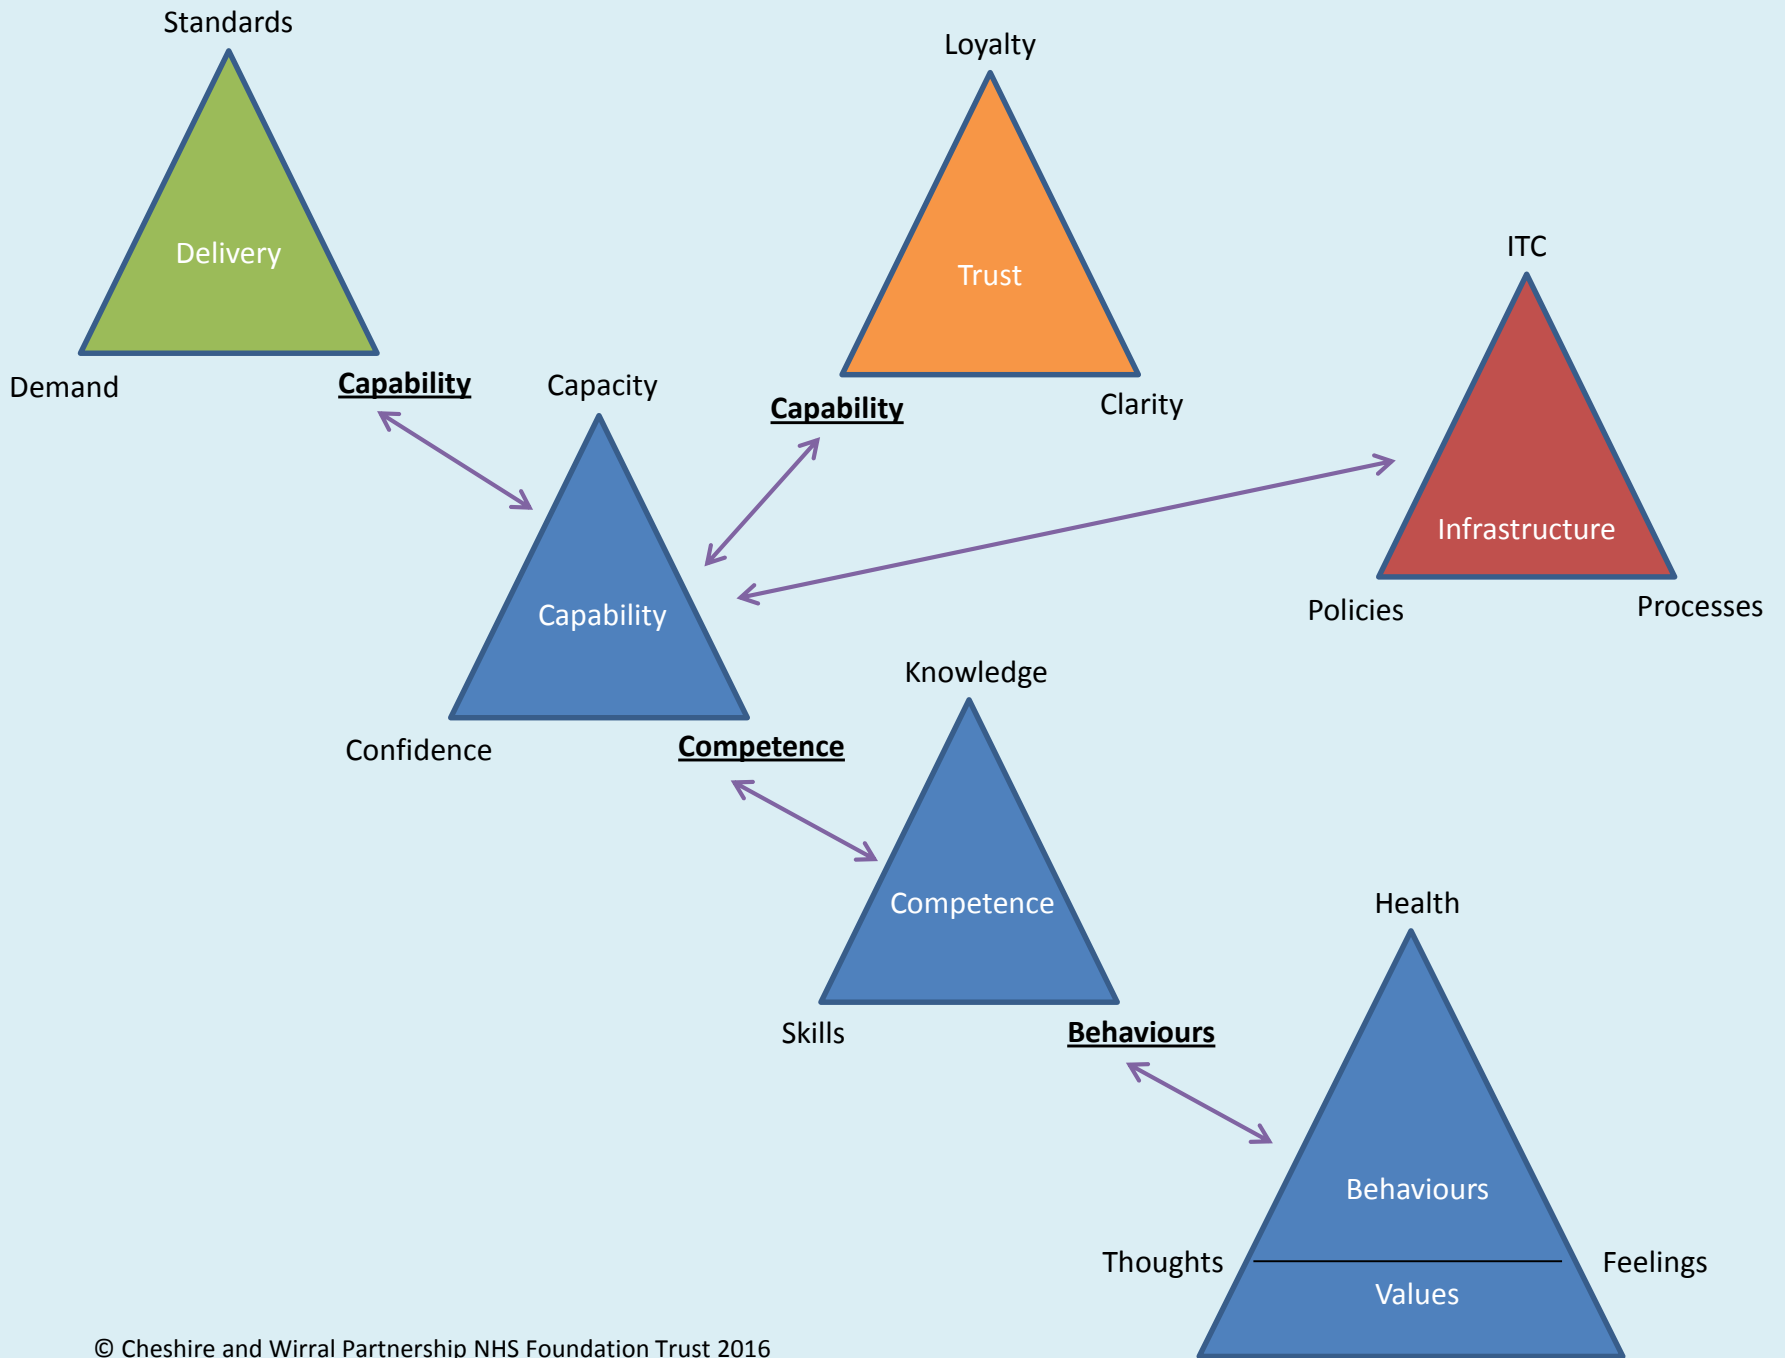 Standards
Delivery
Demand
Capability
Loyalty
Trust
Capability
Clarity
ITC
Infrastructure
Policies
Processes
Capacity
Capability
Confidence
Competence
Knowledge
Competence
Skills
Behaviours
Health
Behaviours
Thoughts
Feelings
Values
© Cheshire and Wirral Partnership NHS Foundation Trust 2016